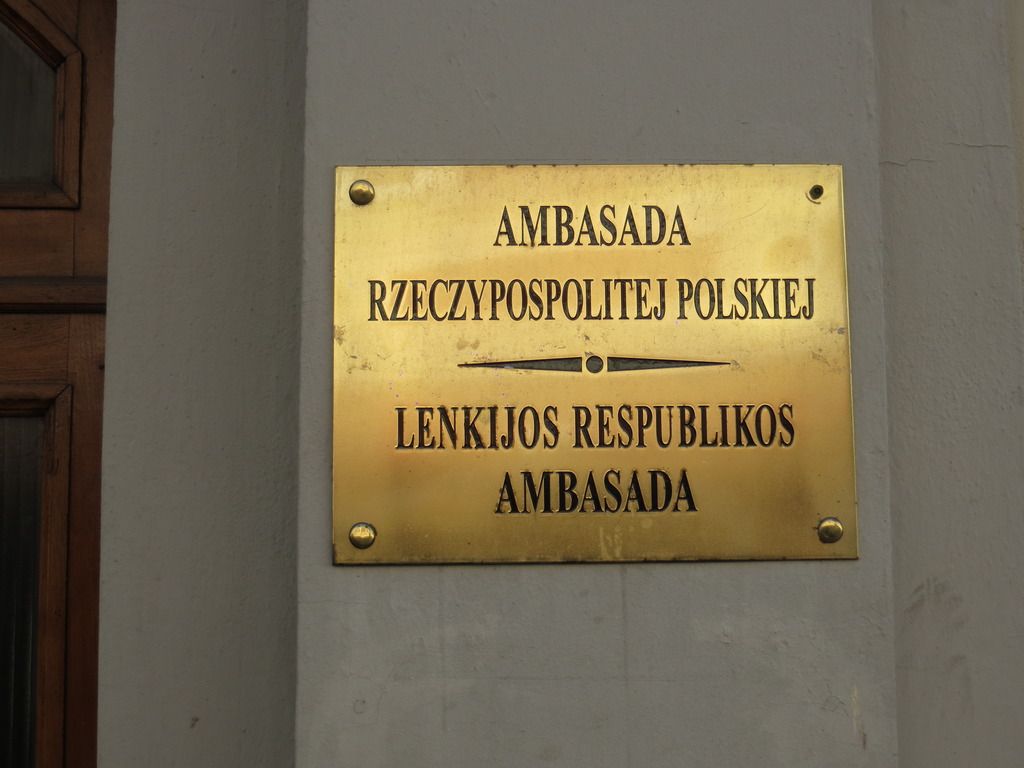 AMBASADA
RZECZYPOSPOLITEJ POLSKIEJ
LENKIJOS RESPUBLIKOS
AMBASADA